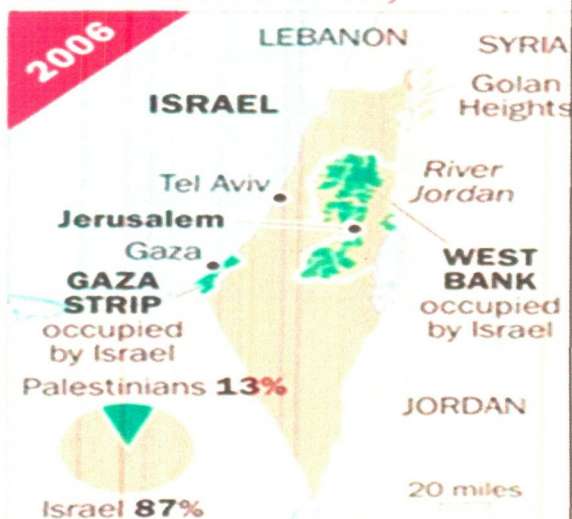 2006
LEBANON
SYRIA
Golan
Heights
ISRAEL
River
Jordan
Tel Aviv
Jerusalem
Gaza
GAZA
STRIP
occupied
by Israel
WEST
BANK
occupied
by Israel
Palestinians 13%
JORDAN
20 miles
Israel 87%